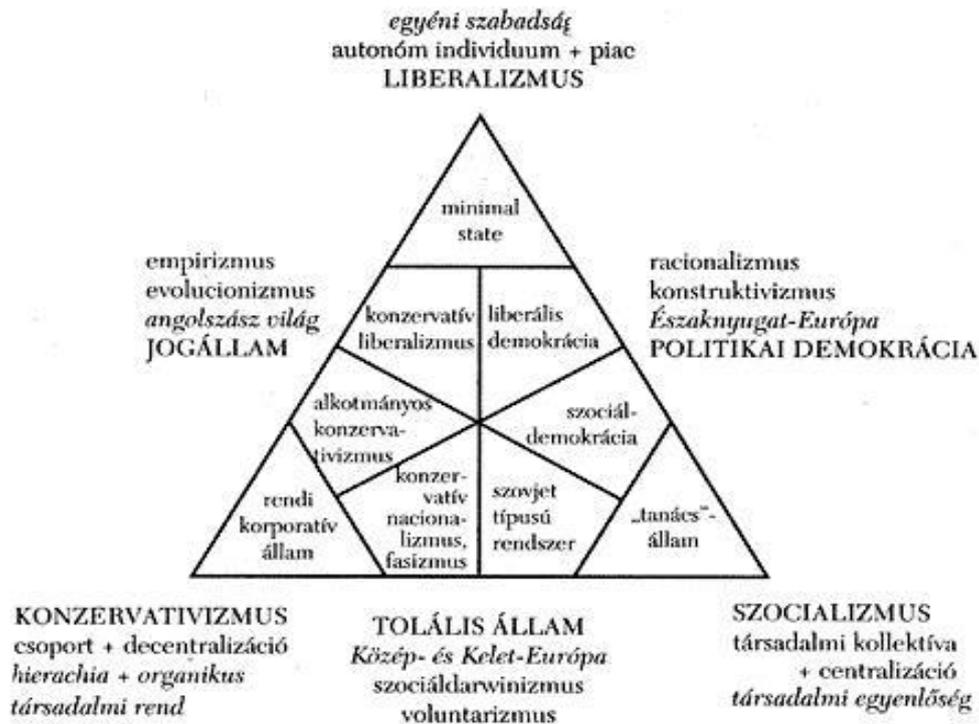 egyéni szabadság
autonóm individuum + piac
LIBERALIZMUS
minimal
state
empirizmus
evolucionizmus
angolszász világ
JOGÁLLAM
racionalizmus
konstruktivizmus
Északnyugat-Európa
POLITIKAI DEMOKRÁCIA
konzervatív
liberalizmus
liberális
demokrácia
alkotmányos
konzerva-
tivizmus
szociál-
demokrácia
rendi
korporatív
állam
konzer-
vatív
naciona-
lizmus,
fasizmus
szovjet
típusú
rendszer
„tanács"-
állam
KONZERVATIVIZMUS
csoport + decentralizáció
hierachia + organikus
társadalmi rend
TOLÁLIS ÁLLAM
Közép- és Kelet-Európa
szociáldarwinizmus
voluntarizmus
SZOCIALIZMUS
társadalmi kollektíva
+ centralizáció
társadalmi egyenlőség